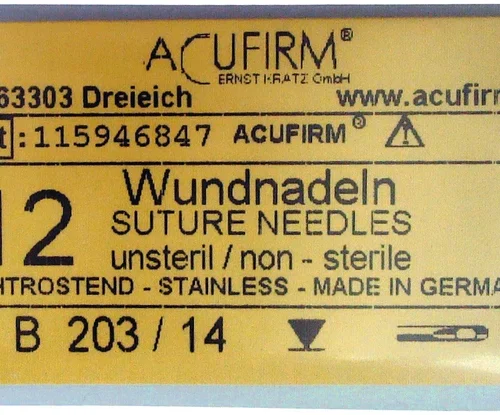 ACUFIRM®
ERNST KRATZ GmbH
63303 Dreieich www.acufirm
t:115946847 ACUFIRM®
12 Wundnadeln
SUTURE NEEDLES
unsteril / non - sterile
HTROSTEND - STAINLESS - MADE IN GERMA
B 203 / 14